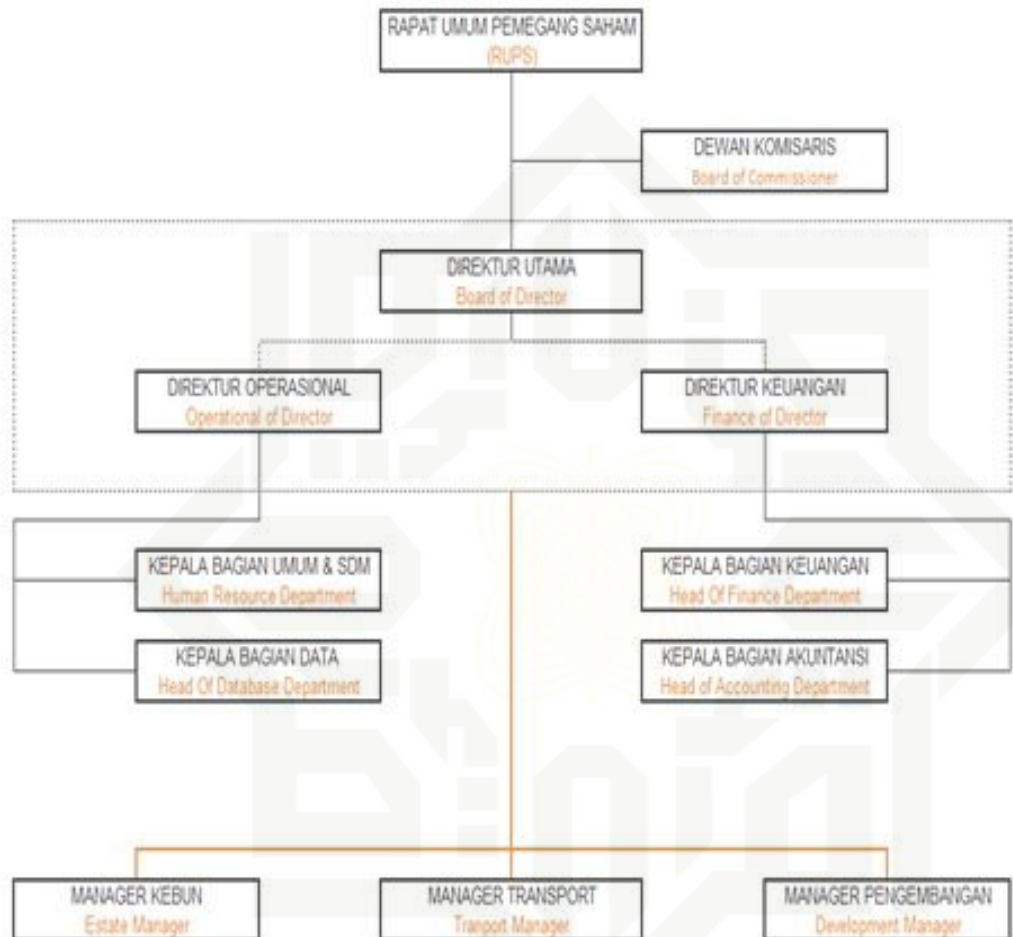 RAPAT UMUM PEMEGANG SAHAM
(RUPS)
DEWAN KOMISARIS
Board of Commissioner
DIREKTUR UTAMA
Board of Director
DIREKTUR OPERASIONAL
Operational of Director
DIREKTUR KEUANGAN
Finance of Director
KEPALA BAGIAN UMUM & SDM
Human Resource Department
KEPALA BAGIAN KEUANGAN
Head Of Finance Department
KEPALA BAGIAN DATA
Head Of Database Department
KEPALA BAGIAN AKUNTANSI
Head of Accounting Department
MANAGER KEBUN
Estate Manager
MANAGER TRANSPORT
Tranport Manager
MANAGER PENGEMBANGAN
Development Manager